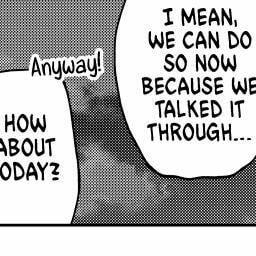 I MEAN,
WE CAN DO
SO NOW
BECAUSE WE
TALKED IT
THROUGH...
Anyway!
HOW
ABOUT
TODAY?